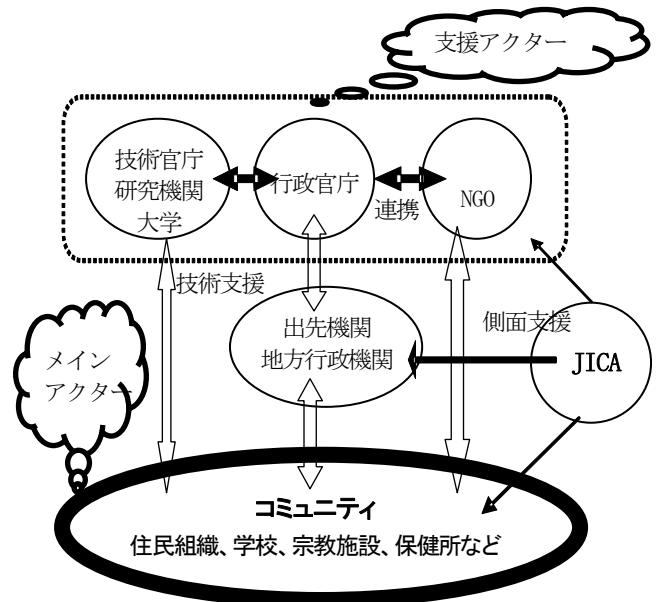 支援アクター
技術官庁
研究機関
大学
行政官庁
連携
NGO
技術支援
出先機関
地方行政機関
側面支援
JICA
メイン
アクター
コミュニティ
住民組織、学校、宗教施設、保健所など